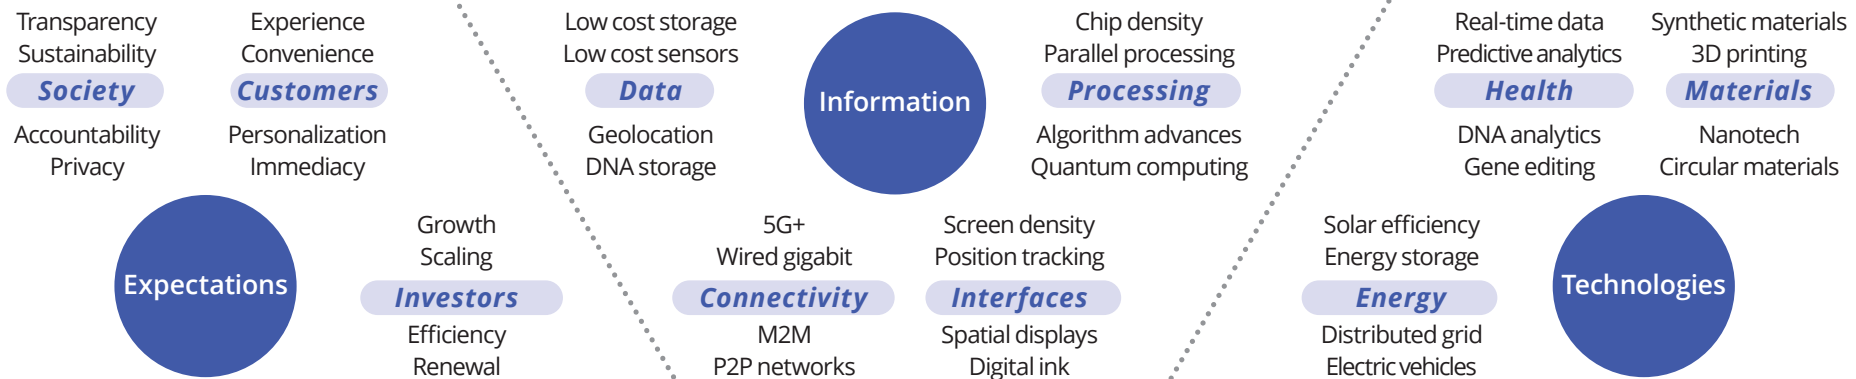 Transparency
Sustainability
Society
Accountability
Privacy
Experience
Convenience
Customers
Personalization
Immediacy
Expectations
Growth
Scaling
Investors
Efficiency
Renewal
Low cost storage
Low cost sensors
Data
Geolocation
DNA storage
Information
Chip density
Parallel processing
Processing
Algorithm advances
Quantum computing
5G+
Wired gigabit
Connectivity
M2M
P2P networks
Screen density
Position tracking
Interfaces
Spatial displays
Digital ink
Real-time data
Predictive analytics
Health
DNA analytics
Gene editing
Synthetic materials
3D printing
Materials
Nanotech
Circular materials
Solar efficiency
Energy storage
Energy
Distributed grid
Electric vehicles
Technologies